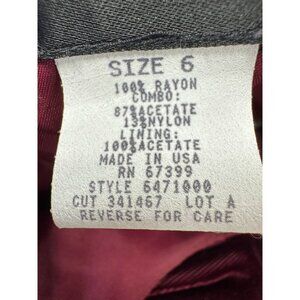 SIZE 6
100% RAYON
COMBO:
87%ACETATE
13%NYLON
LINING:
100%ACETATE
MADE IN USA
RN 67399
STYLE 6471000
CUT 341467 LOT A
REVERSE FOR CARE